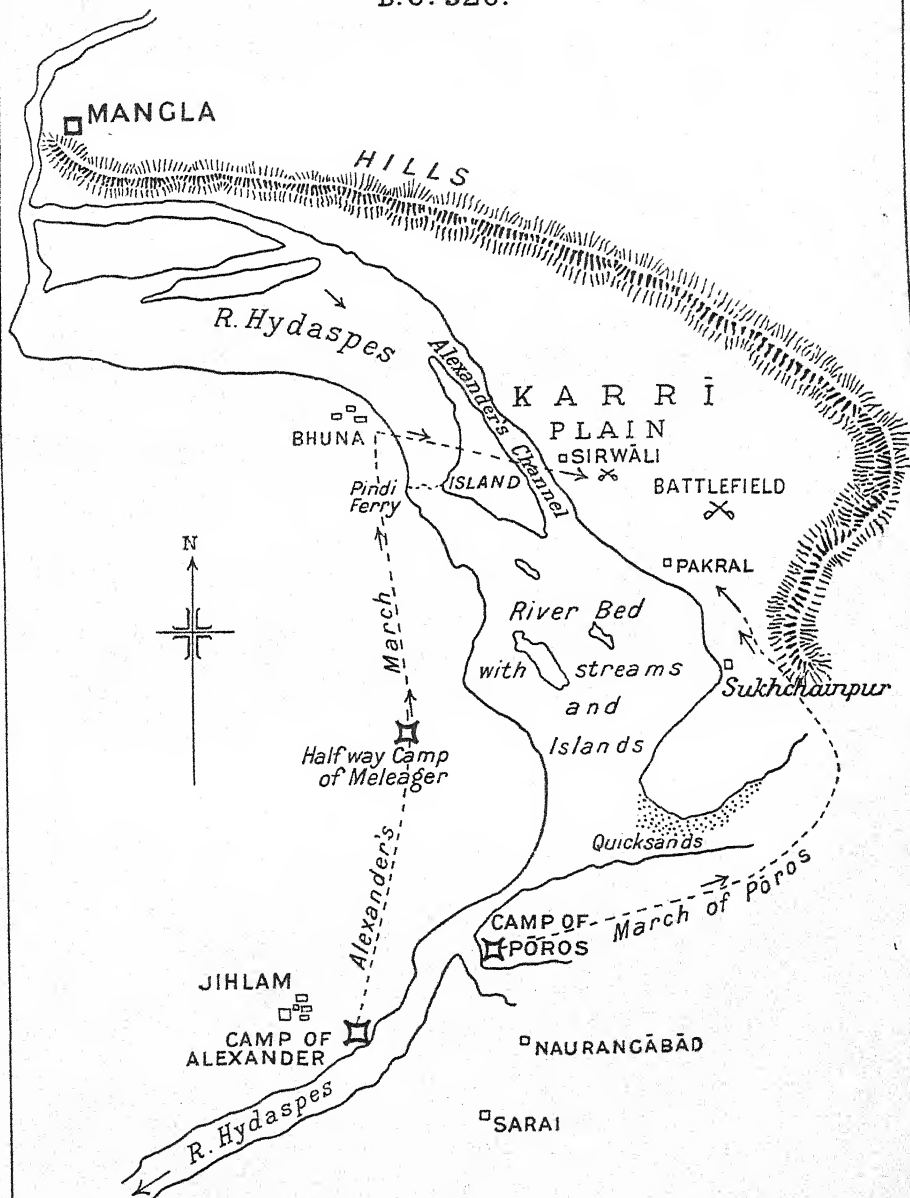 B.C. 326.
MANGLA
HILLS
R. Hydaspes
Alexander's Channel
KARRĪ
PLAIN
BHUNA
SIRWĀLI
Pindi
Ferry
ISLAND
BATTLEFIELD
N
PAKRAL
River Bed
with streams
and
Islands
Sukhchainpur
Halfway Camp
of Meleager
Alexander's March
Quicksands
CAMP OF
PŌROS
March of Pōros
JIHLAM
CAMP OF
ALEXANDER
NAURANGĀBĀD
R. Hydaspes
SARAI